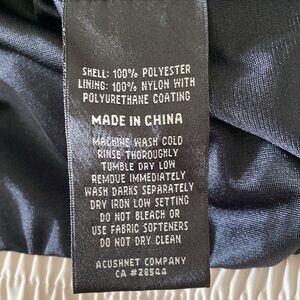 SHELL: 100% POLYESTER
LINING: 100% NYLON WITH
POLYURETHANE COATING
MADE IN CHINA
MACHINE WASH COLD
RINSE THOROUGHLY
TUMBLE DRY LOW
REMOVE IMMEDIATELY
WASH DARKS SEPARATELY
DRY IRON LOW SETTING
DO NOT BLEACH OR
USE FABRIC SOFTENERS
DO NOT DRY CLEAN
ACUSHNET COMPANY
CA #28544